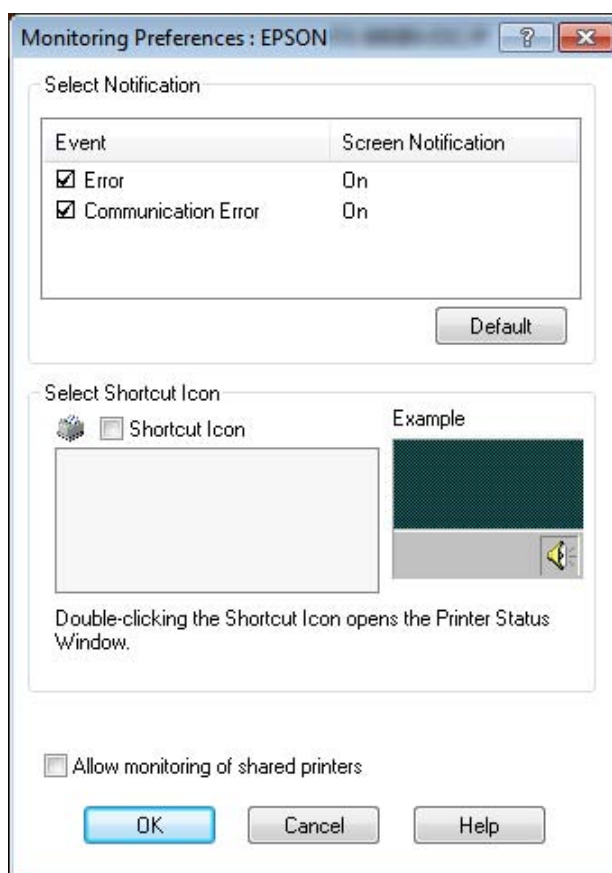 Monitoring Preferences : EPSON
Select Notification
Event Screen Notification
Error On
Communication Error On
Default
Select Shortcut Icon
Shortcut Icon
Example
Double-clicking the Shortcut Icon opens the Printer Status
Window.
Allow monitoring of shared printers
OK Cancel Help